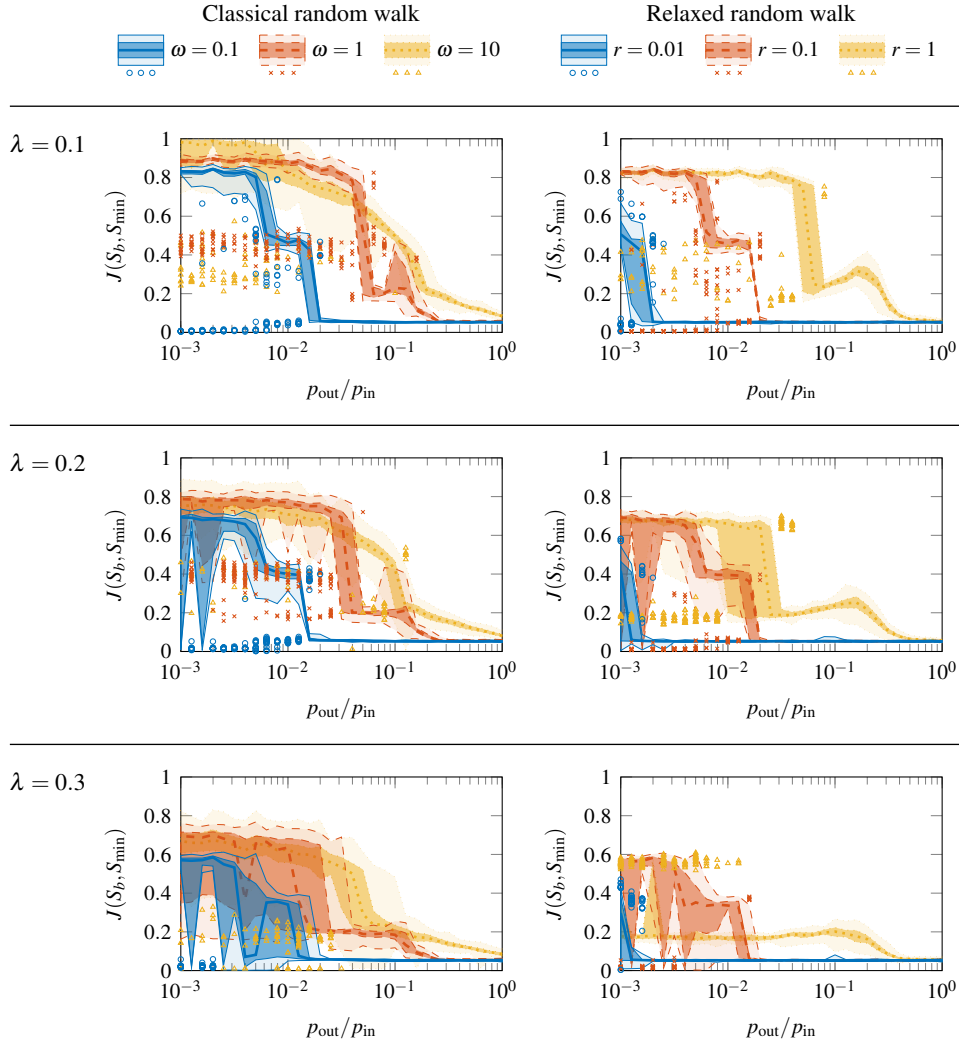 Classical random walk Relaxed random walk
ω = 0.1 ω = 1 ω = 10 r = 0.01 r = 0.1 r = 1
λ = 0.1
1
0.8
0.6
0.4
0.2
0
J(S_b, S_min)
10^−3 10^−2 10^−1 10^0
p_out/p_in
1
0.8
0.6
0.4
0.2
0
J(S_b, S_min)
10^−3 10^−2 10^−1 10^0
p_out/p_in
λ = 0.2
1
0.8
0.6
0.4
0.2
0
J(S_b, S_min)
10^−3 10^−2 10^−1 10^0
p_out/p_in
1
0.8
0.6
0.4
0.2
0
J(S_b, S_min)
10^−3 10^−2 10^−1 10^0
p_out/p_in
λ = 0.3
1
0.8
0.6
0.4
0.2
0
J(S_b, S_min)
10^−3 10^−2 10^−1 10^0
p_out/p_in
1
0.8
0.6
0.4
0.2
0
J(S_b, S_min)
10^−3 10^−2 10^−1 10^0
p_out/p_in